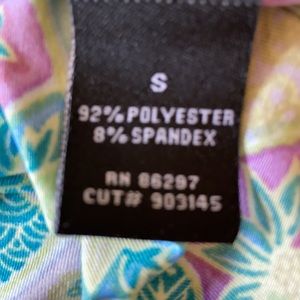 S
92% POLYESTER
8% SPANDEX
RN 86297
CUT# 903145